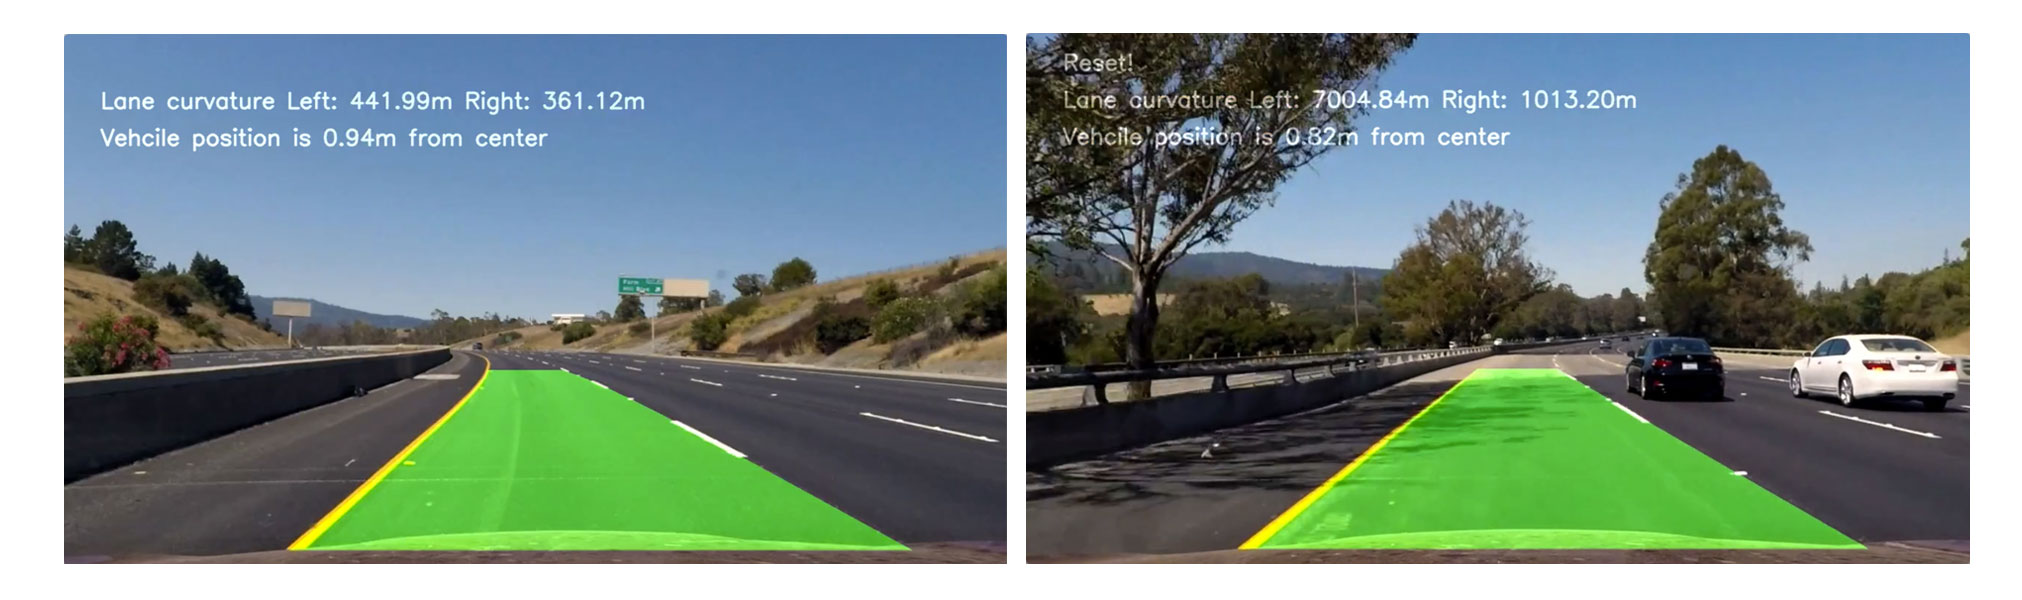 Lane curvature Left: 441.99m Right: 361.12m
Vehcile position is 0.94m from center
Reset!
Lane curvature Left: 7004.84m Right: 1013.20m
Vehcile position is 0.82m from center